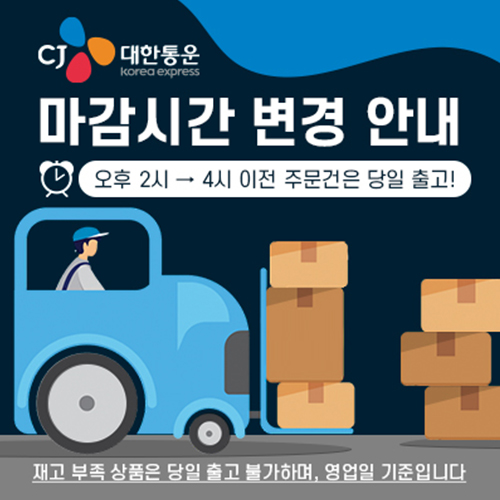 CJ 대한통운
korea express
마감시간 변경 안내
오후 2시 → 4시 이전 주문건은 당일 출고!
재고 부족 상품은 당일 출고 불가하며, 영업일 기준입니다